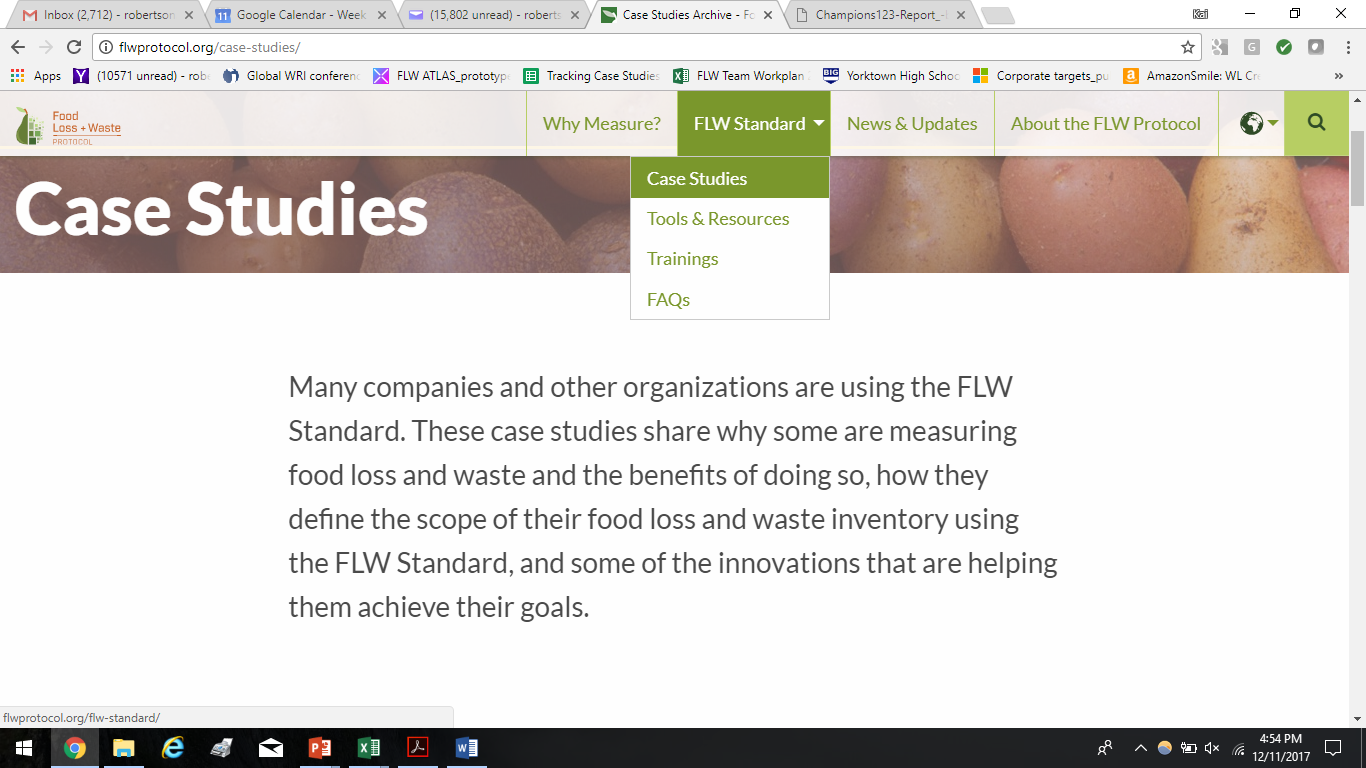 Inbox (2,712) - robertson
Google Calendar - Week
(15,802 unread) - roberts
Case Studies Archive - Fo
Champions123-Report_-
flwprotocol.org/case-studies/
Apps
(10571 unread) - robe
Global WRI conferenc
FLW ATLAS_prototype
Tracking Case Studies
FLW Team Workplan
BIG
Yorktown High Schoo
Corporate targets_pu
AmazonSmile: WL Cre
Food
Loss + Waste
PROTOCOL
Why Measure?
FLW Standard
News & Updates
About the FLW Protocol
Case Studies
Case Studies
Tools & Resources
Trainings
FAQs
Many companies and other organizations are using the FLW
Standard. These case studies share why some are measuring
food loss and waste and the benefits of doing so, how they
define the scope of their food loss and waste inventory using
the FLW Standard, and some of the innovations that are helping
them achieve their goals.
flwprotocol.org/flw-standard/
4:54 PM
12/11/2017